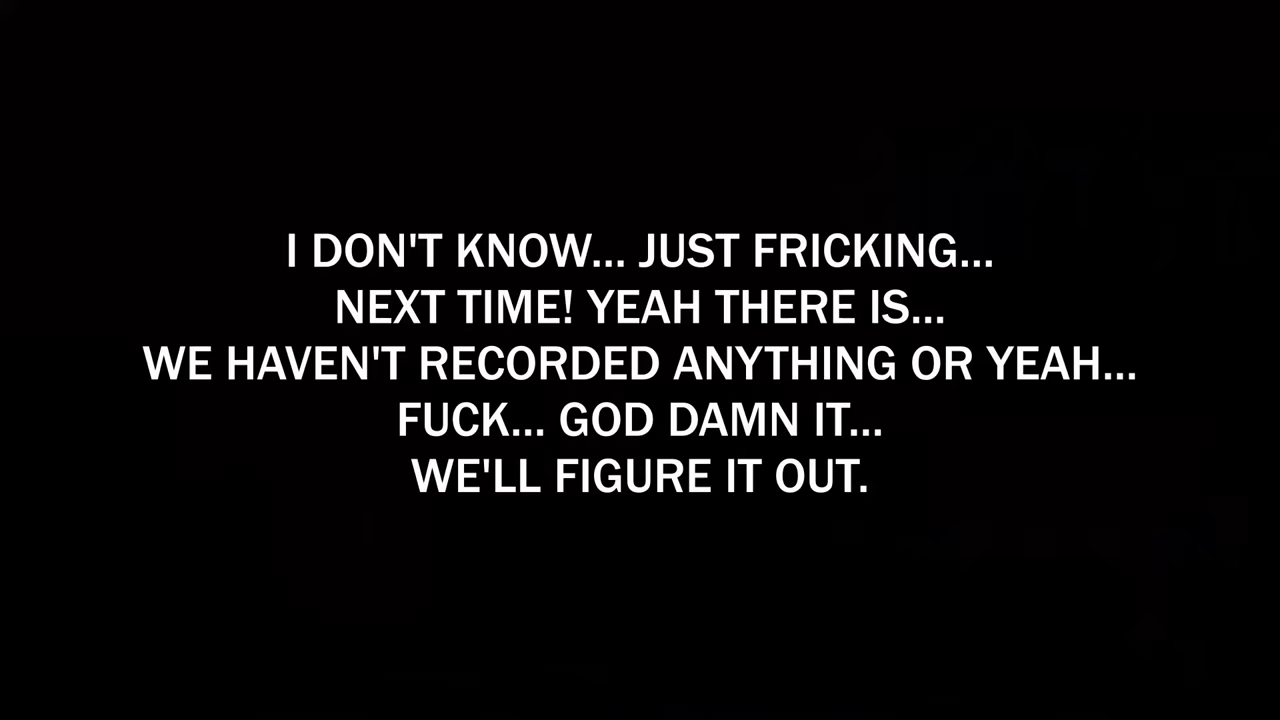 I DON'T KNOW... JUST FRICKING...
NEXT TIME! YEAH THERE IS...
WE HAVEN'T RECORDED ANYTHING OR YEAH...
FUCK... GOD DAMN IT...
WE'LL FIGURE IT OUT.